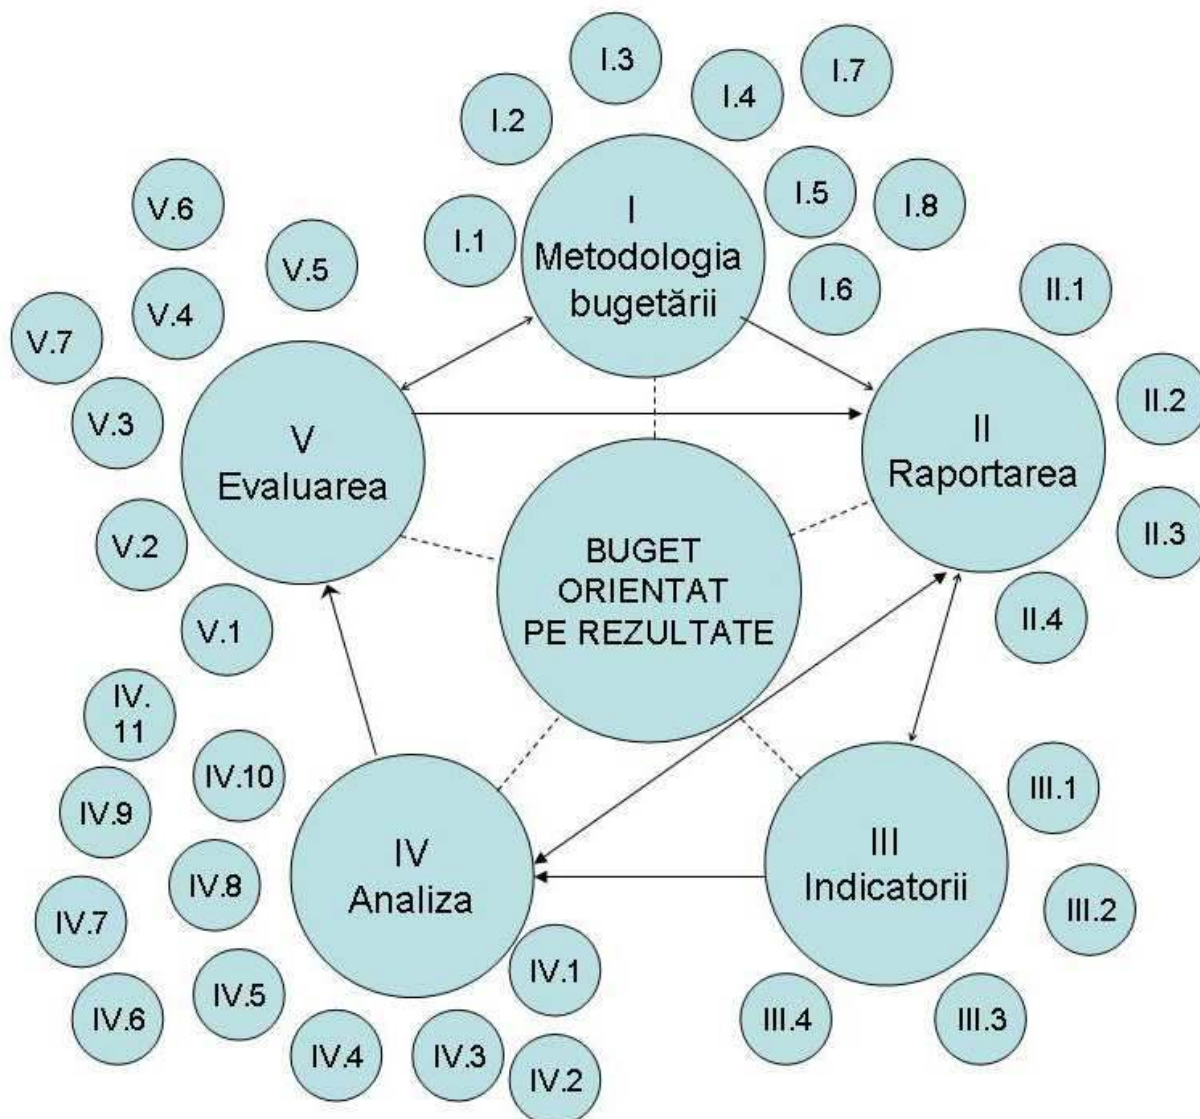 I.3
I.7
I.4
I.2
I.5
I.8
I.1
I.6
I
Metodologia
bugetării
V.6
V.5
V.4
V.7
V.3
V.2
V.1
V
Evaluarea
II.1
II.2
II.3
II.4
II
Raportarea
BUGET
ORIENTAT
PE REZULTATE
IV.
11
IV.10
IV.9
IV.8
IV.7
IV.5
IV.6
IV.4
IV.3
IV.2
IV.1
IV
Analiza
III
Indicatorii
III.1
III.2
III.3
III.4